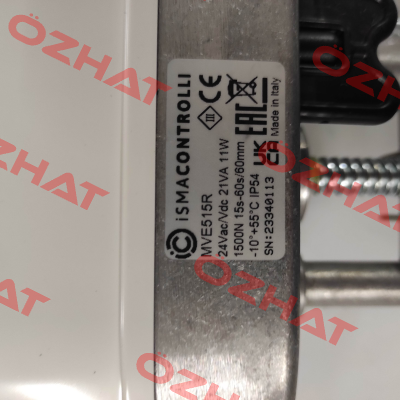 iSMACONTROLLI
MVE515R
24Vac/Vdc 21VA 11W
1500N 15s-60s/60mm
-10°+55°C IP54
SN:23340113
III
CE
EAC
UK
CA
Made in Italy
ÖZHAT
ÖZHAT
ÖZHAT
ÖZHAT
ÖZHAT